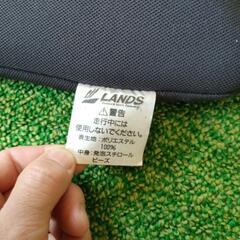 LANDS
⚠警告
走行中には
使用しないでください。
表生地：ポリエステル
100%
中身：発泡スチロール
ビーズ